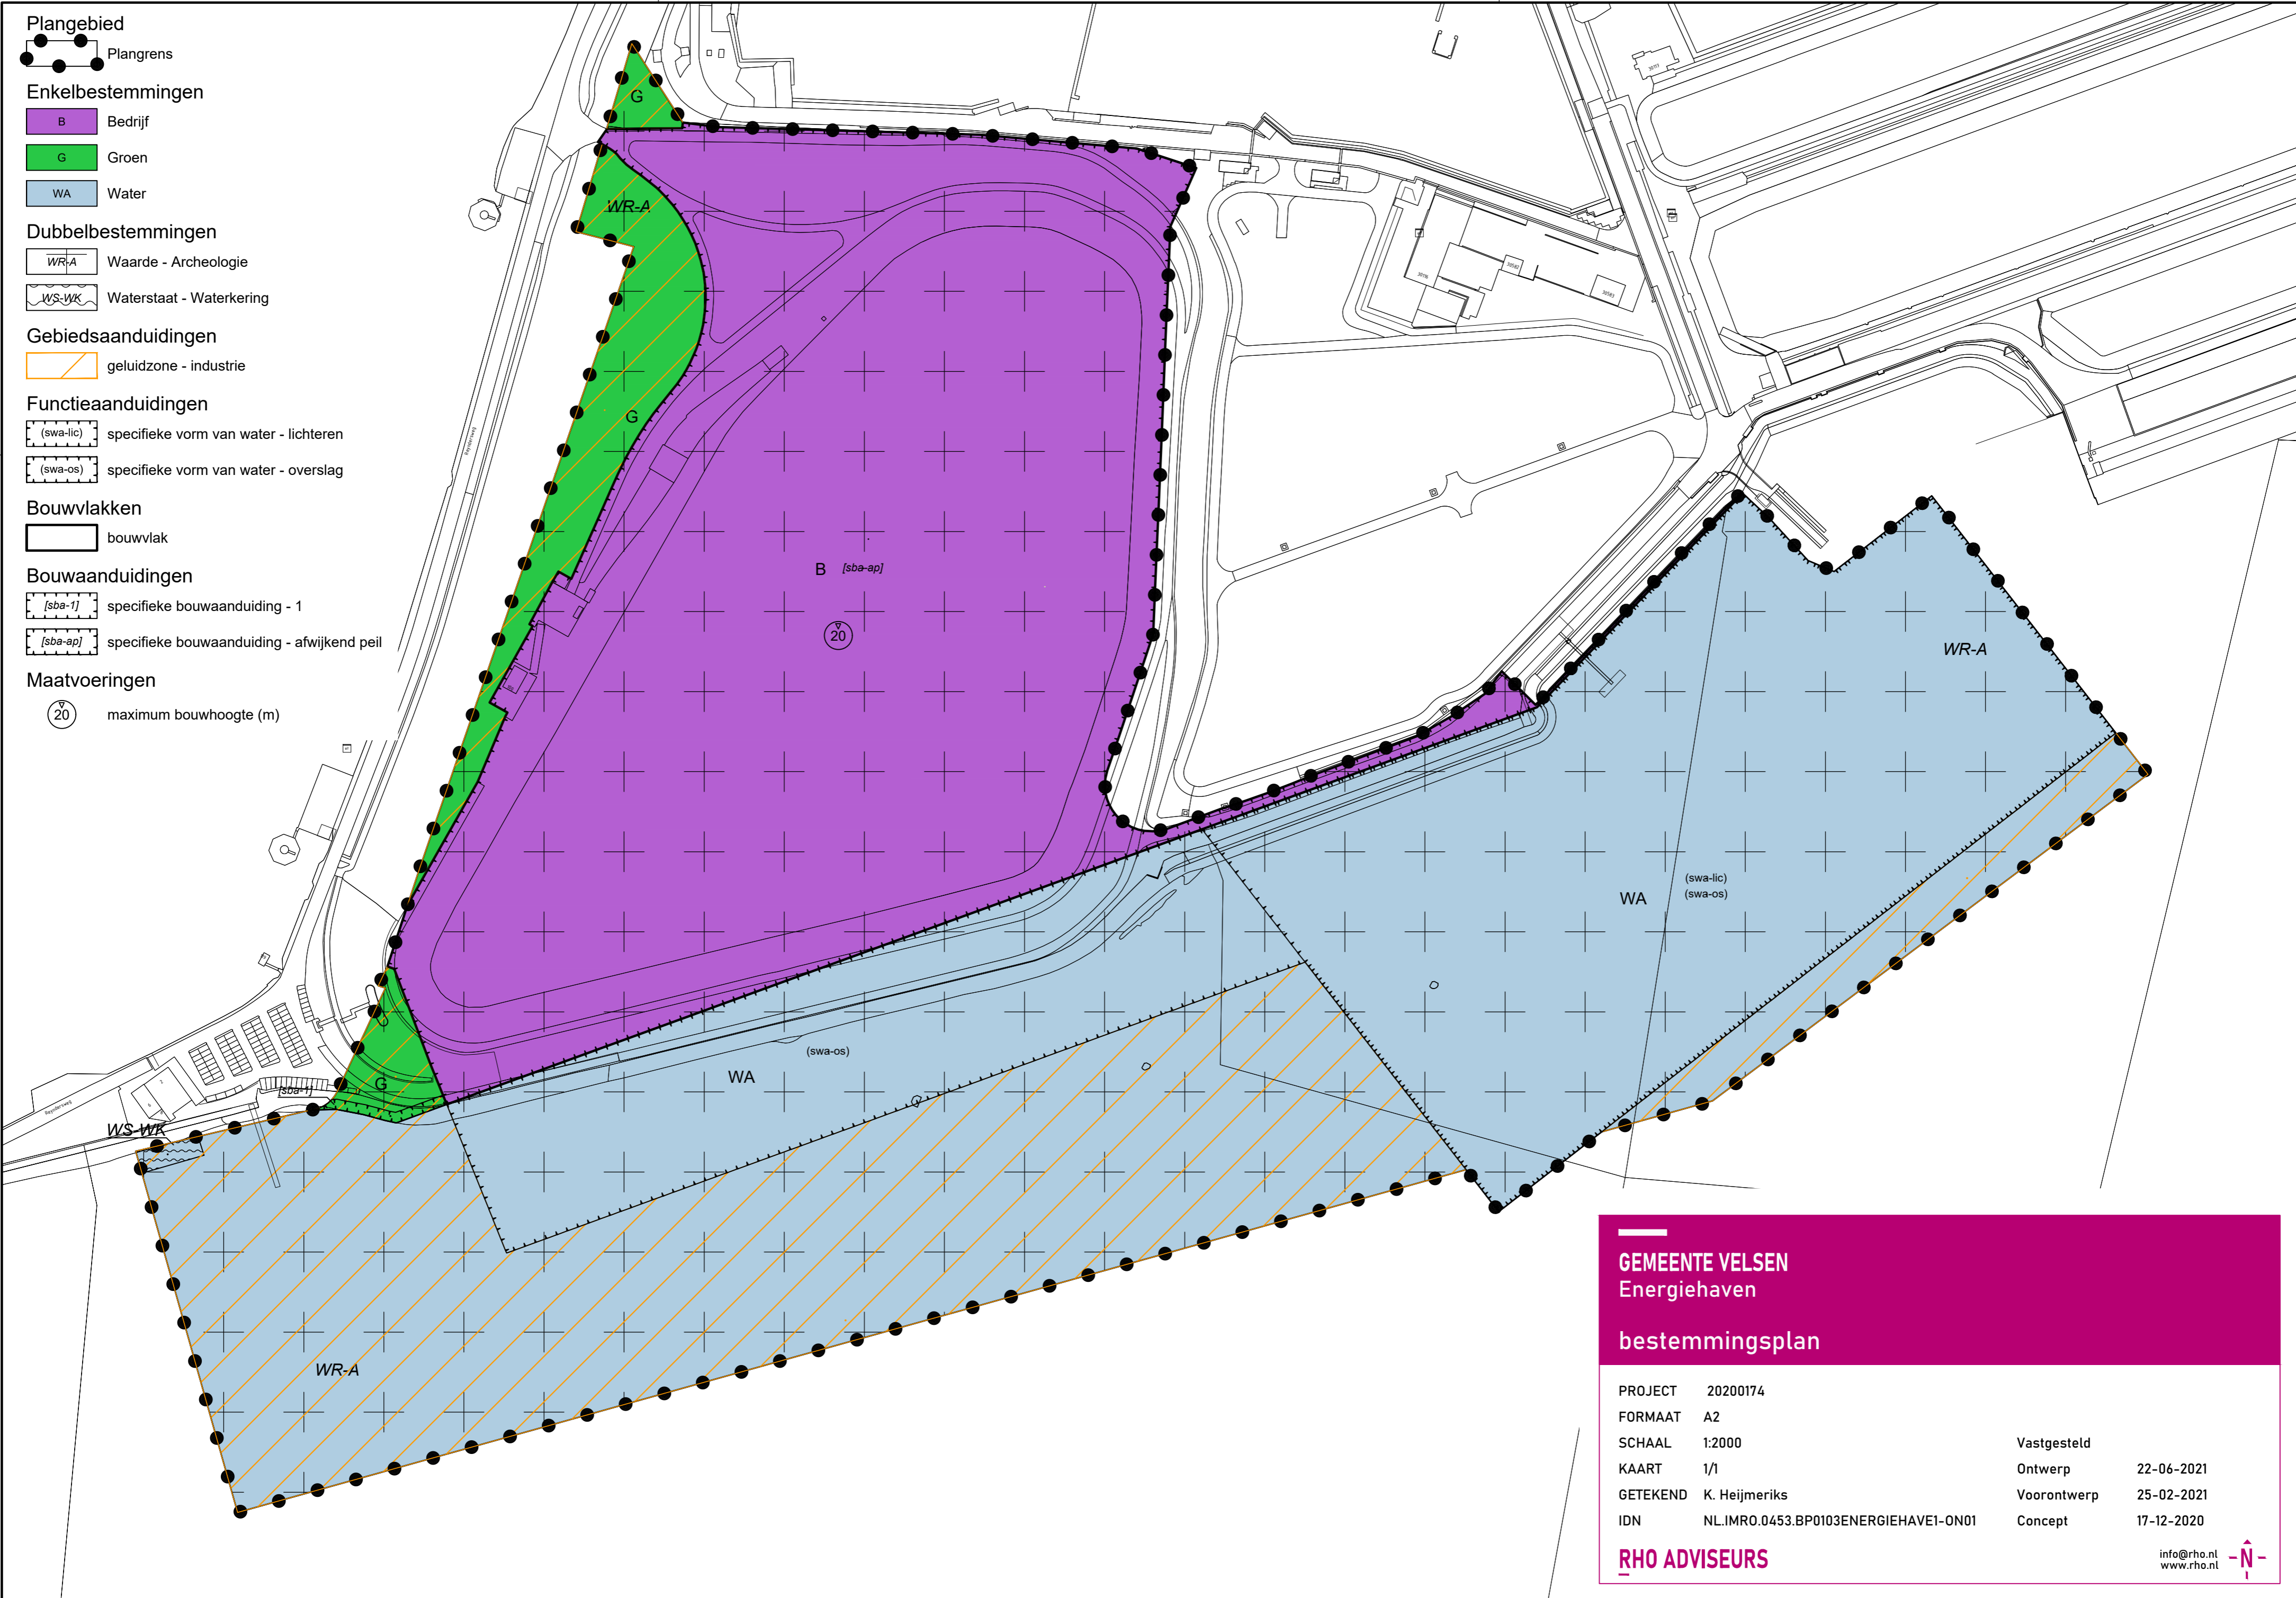 Plangebied
Plangrens
Enkelbestemmingen
B Bedrijf
G Groen
WA Water
Dubbelbestemmingen
WR-A Waarde - Archeologie
WS-WK Waterstaat - Waterkering
Gebiedsaanduidingen
geluidzone - industrie
Functieaanduidingen
(swa-lic) specifieke vorm van water - lichteren
(swa-os) specifieke vorm van water - overslag
Bouwvlakken
bouwvlak
Bouwaanduidingen
[sba-1] specifieke bouwaanduiding - 1
[sba-ap] specifieke bouwaanduiding - afwijkend peil
Maatvoeringen
20 maximum bouwhoogte (m)
G
WR-A
G
Reyndersweg
B [sba-ap]
20
WR-A
WA
(swa-lic)
(swa-os)
(swa-os)
WA
G
[sba-1]
Reyndersweg
WS-WK
WR-A
GEMEENTE VELSEN
Energiehaven
bestemmingsplan
PROJECT 20200174
FORMAAT A2
SCHAAL 1:2000 Vastgesteld
KAART 1/1 Ontwerp 22-06-2021
GETEKEND K. Heijmeriks Voorontwerp 25-02-2021
IDN NL.IMRO.0453.BP0103ENERGIEHAVE1-ON01 Concept 17-12-2020
RHO ADVISEURS
info@rho.nl
www.rho.nl
N